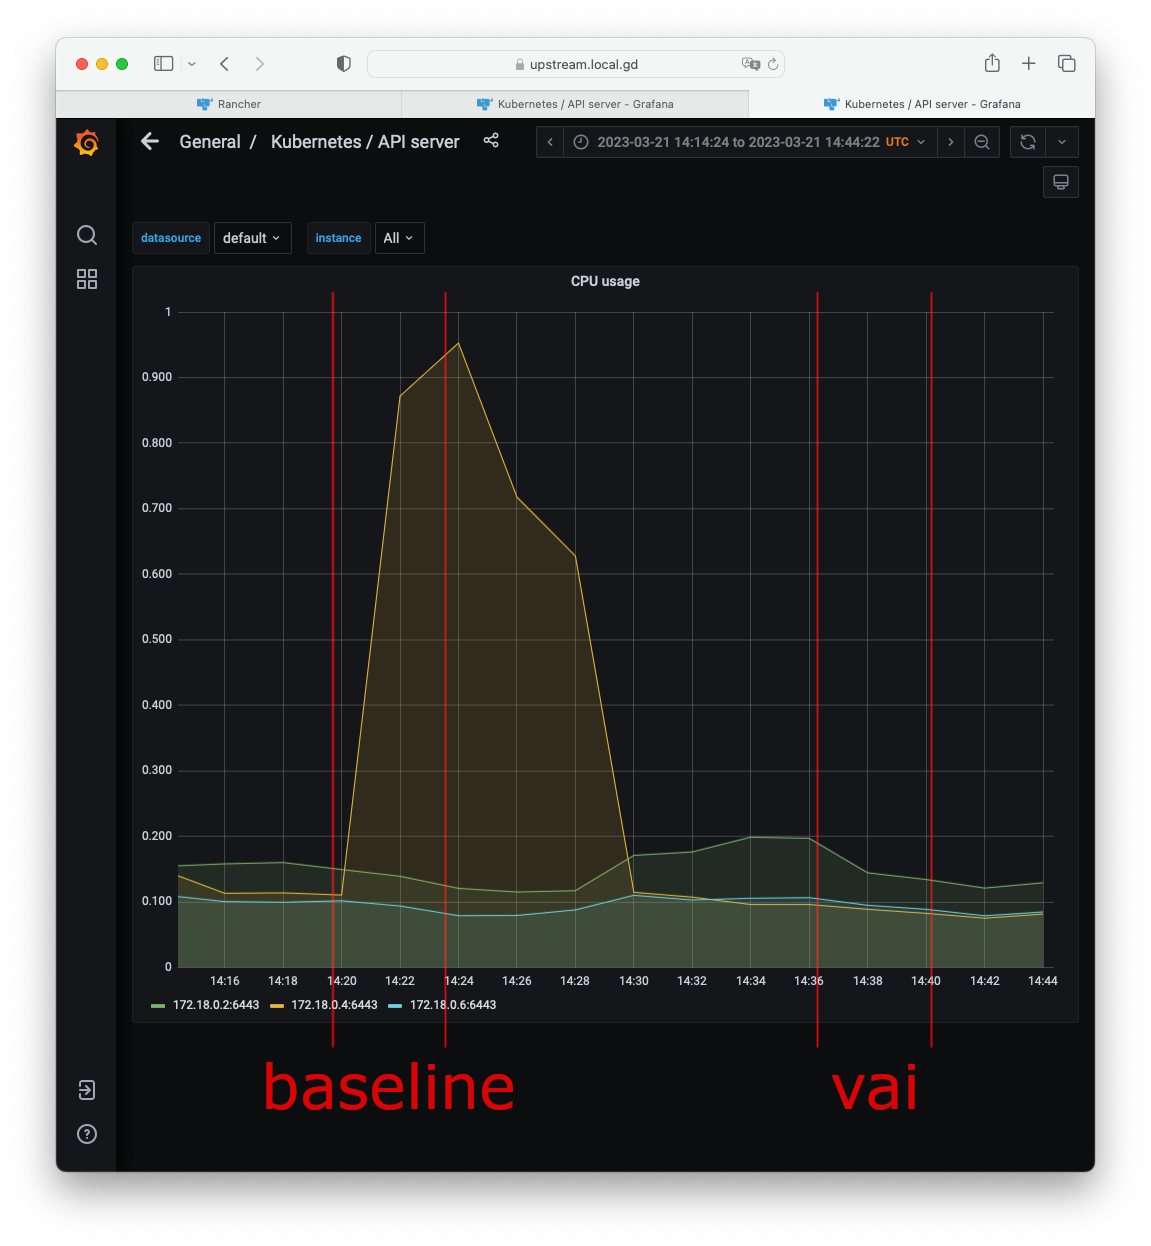 upstream.local.gd
Rancher
Kubernetes / API server - Grafana
Kubernetes / API server - Grafana
General / Kubernetes / API server
2023-03-21 14:14:24 to 2023-03-21 14:44:22 UTC
datasource default instance All
CPU usage
1
0.900
0.800
0.700
0.600
0.500
0.400
0.300
0.200
0.100
0
14:16 14:18 14:20 14:22 14:24 14:26 14:28 14:30 14:32 14:34 14:36 14:38 14:40 14:42 14:44
172.18.0.2:6443 172.18.0.4:6443 172.18.0.6:6443
baseline vai